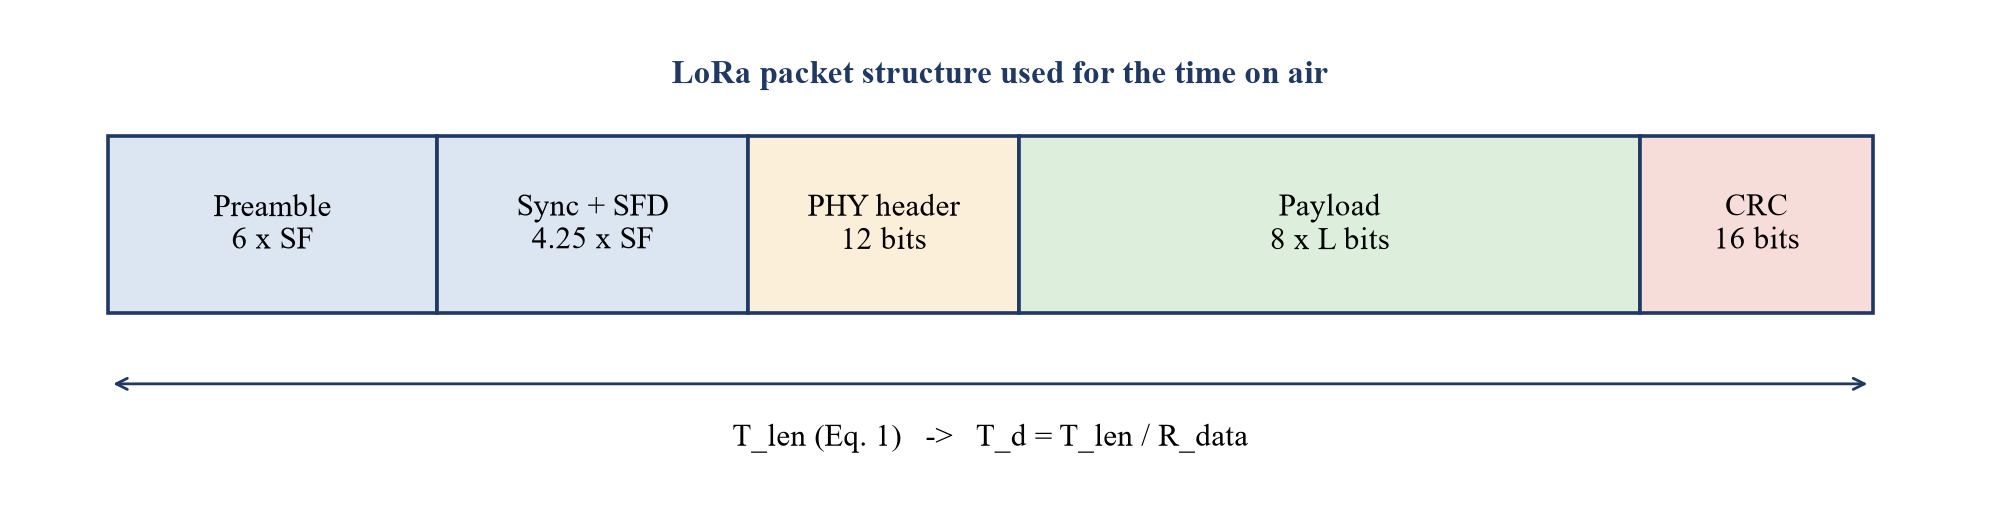 LoRa packet structure used for the time on air
Preamble
6 x SF
Sync + SFD
4.25 x SF
PHY header
12 bits
Payload
8 x L bits
CRC
16 bits
T_len (Eq. 1) -> T_d = T_len / R_data